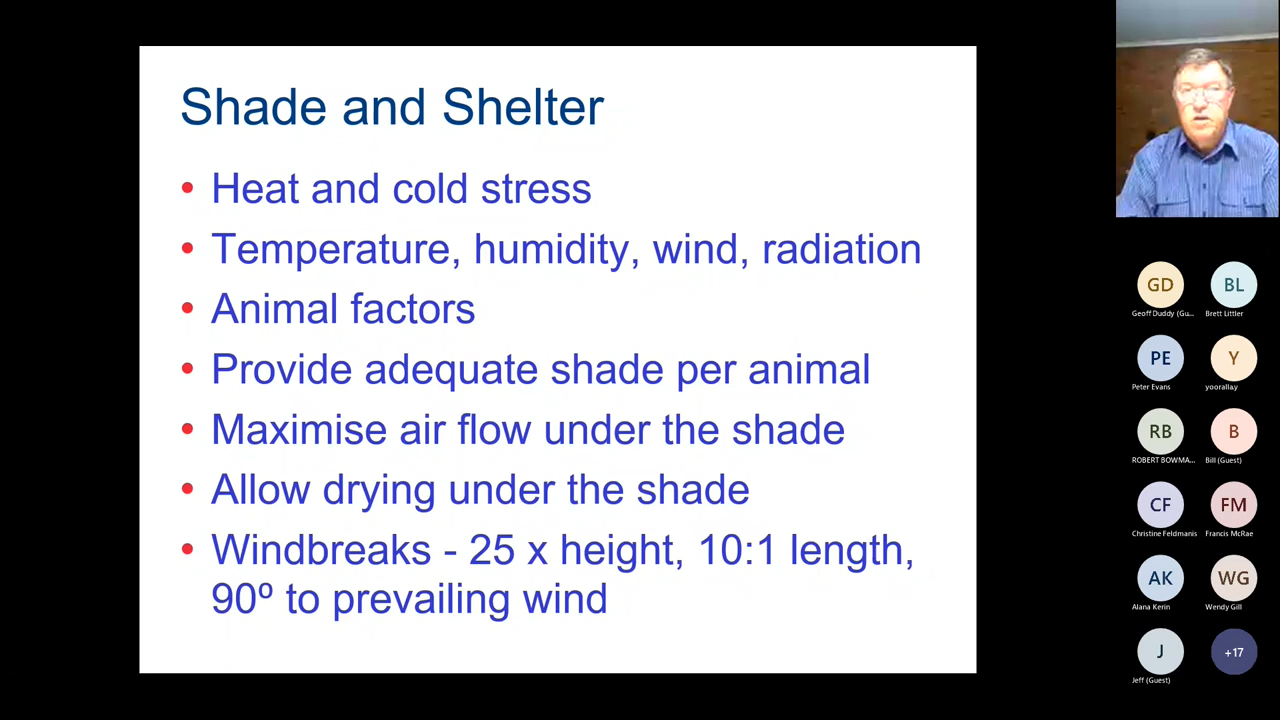 Shade and Shelter
• Heat and cold stress
• Temperature, humidity, wind, radiation
• Animal factors
• Provide adequate shade per animal
• Maximise air flow under the shade
• Allow drying under the shade
• Windbreaks - 25 x height, 10:1 length,
90º to prevailing wind
GD BL
Geoff Duddy (Gu... Brett Littler
PE Y
Peter Evans yooralla.y
RB B
ROBERT BOWMA... Bill (Guest)
CF FM
Christine Feldmanis Francis McRae
AK WG
Alana Kerin Wendy Gill
J +17
Jeff (Guest)